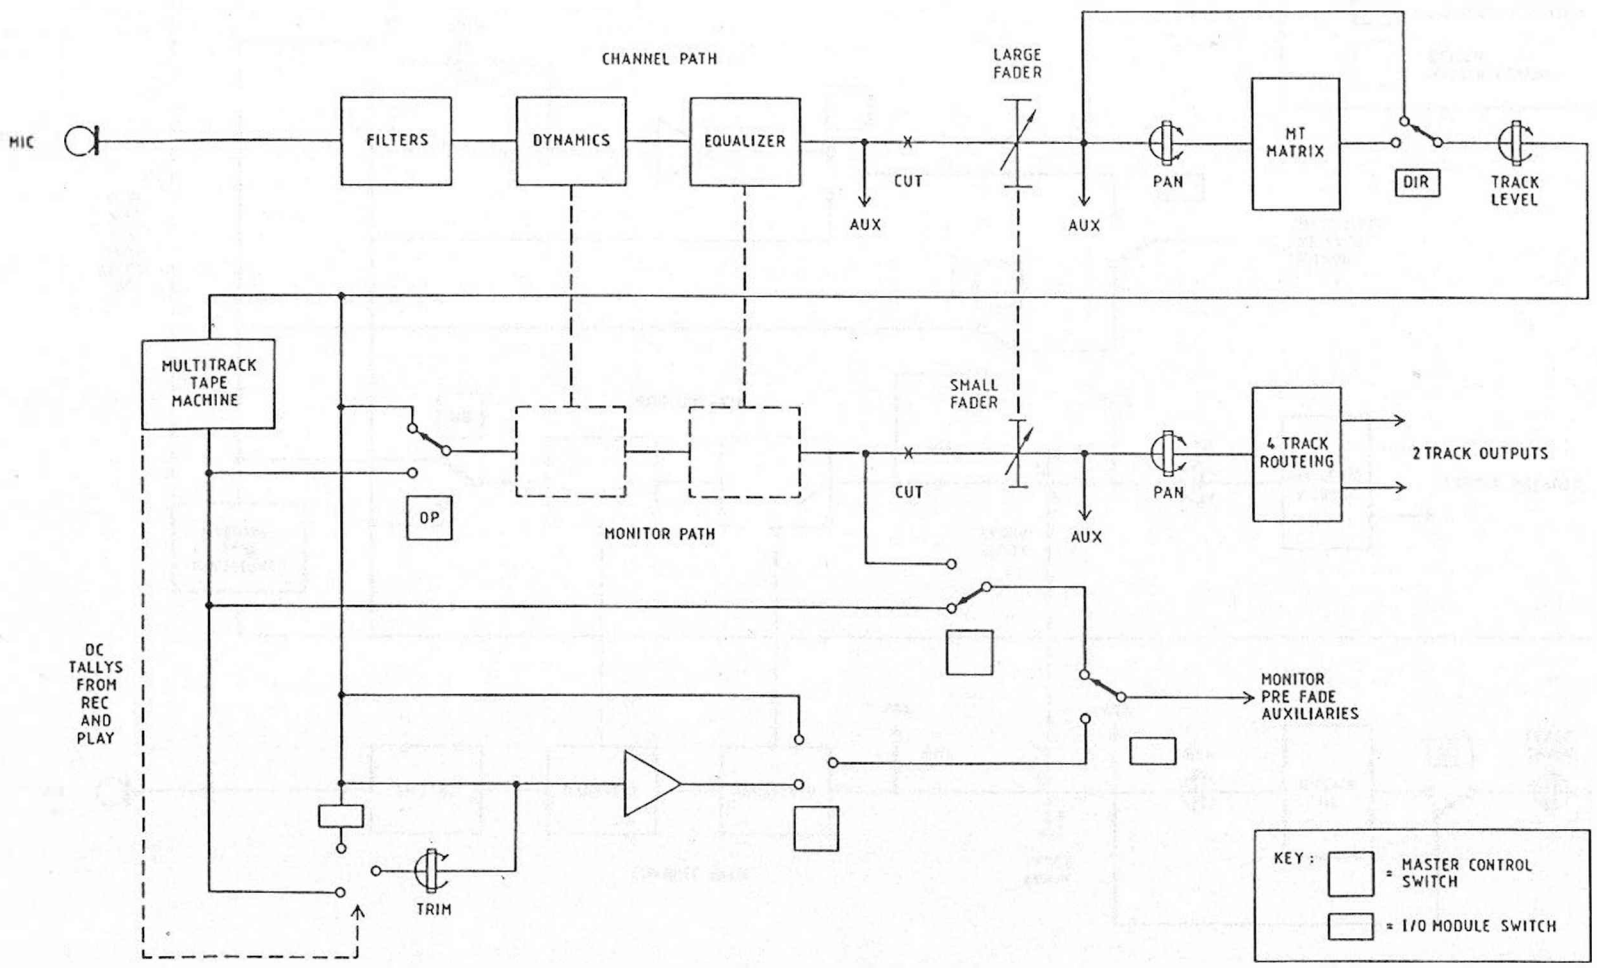 CHANNEL PATH
LARGE
FADER
MIC
FILTERS
DYNAMICS
EQUALIZER
CUT
AUX
AUX
PAN
MT
MATRIX
DIR
TRACK
LEVEL
MULTITRACK
TAPE
MACHINE
SMALL
FADER
OP
MONITOR PATH
CUT
AUX
PAN
4 TRACK
ROUTEING
2 TRACK OUTPUTS
DC
TALLYS
FROM
REC
AND
PLAY
MONITOR
PRE FADE
AUXILIARIES
TRIM
KEY :
= MASTER CONTROL
SWITCH
= I/O MODULE SWITCH